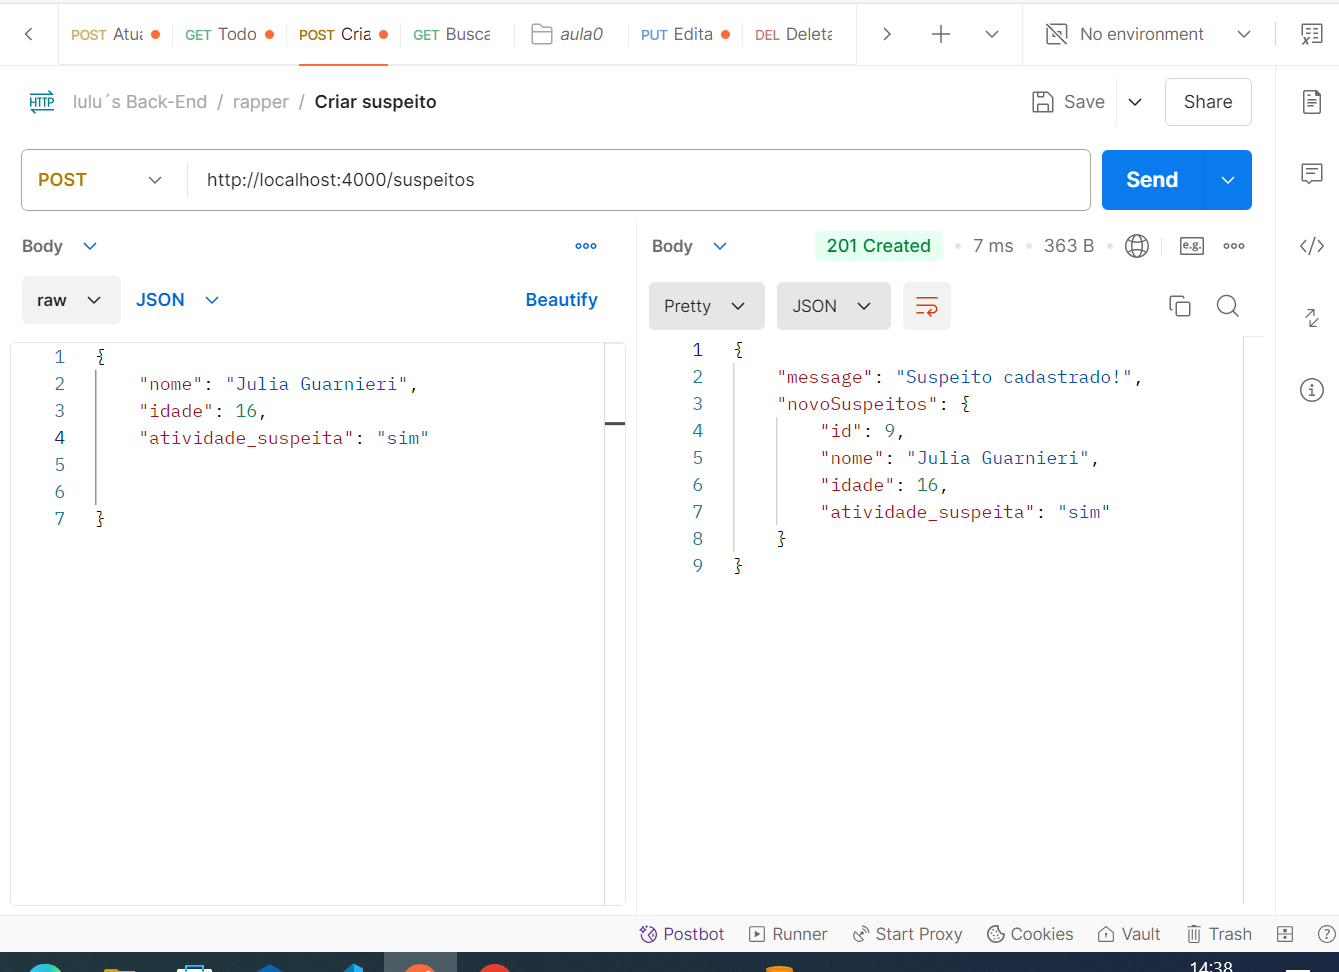 POST Atua GET Todo POST Cria GET Busca aula0 PUT Edita DEL Deleta No environment
HTTP lulu´s Back-End / rapper / Criar suspeito Save Share
POST http://localhost:4000/suspeitos Send
Body
raw JSON Beautify
1 {
2 "nome": "Julia Guarnieri",
3 "idade": 16,
4 "atividade_suspeita": "sim"
5
6
7 }
Body 201 Created 7 ms 363 B e.g.
Pretty JSON
1 {
2 "message": "Suspeito cadastrado!",
3 "novoSuspeitos": {
4 "id": 9,
5 "nome": "Julia Guarnieri",
6 "idade": 16,
7 "atividade_suspeita": "sim"
8 }
9 }
Postbot Runner Start Proxy Cookies Vault Trash
14:38